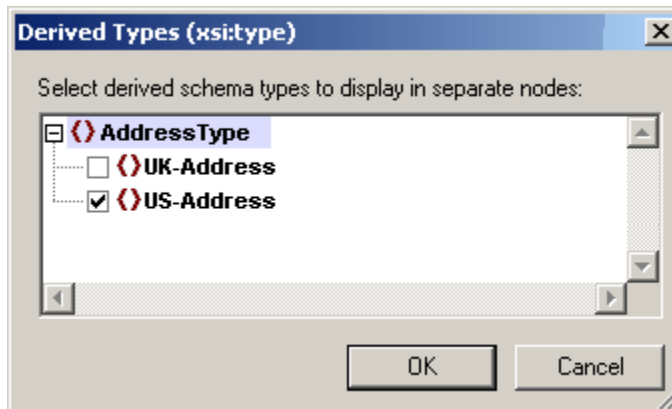 Derived Types (xsi:type)
Select derived schema types to display in separate nodes:
AddressType
UK-Address
US-Address
OK Cancel